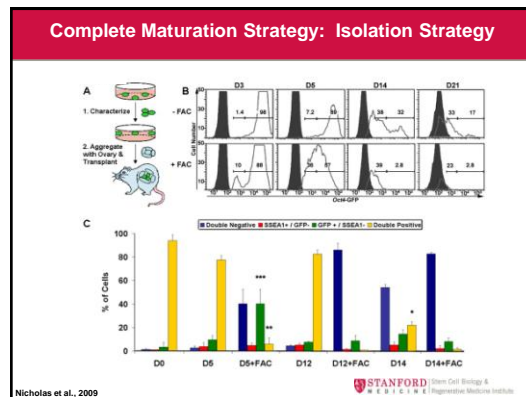 Complete Maturation Strategy: Isolation Strategy
A
1. Characterize
2. Aggregate
with Ovary &
Transplant
B
D3 D5 D14 D21
- FAC
+ FAC
Cell Number
1.4 98
7.2
38 32
33 17
10 88
39 2.8
23 2.8
Oct4-GFP
C
Double Negative SSEA1+ / GFP- GFP + / SSEA1- Double Positive
% of Cells
100
80
60
40
20
0
***
**
*
D0 D5 D5+FAC D12 D12+FAC D14 D14+FAC
Nicholas et al., 2009
STANFORD
MEDICINE
Stem Cell Biology &
Regenerative Medicine Institute